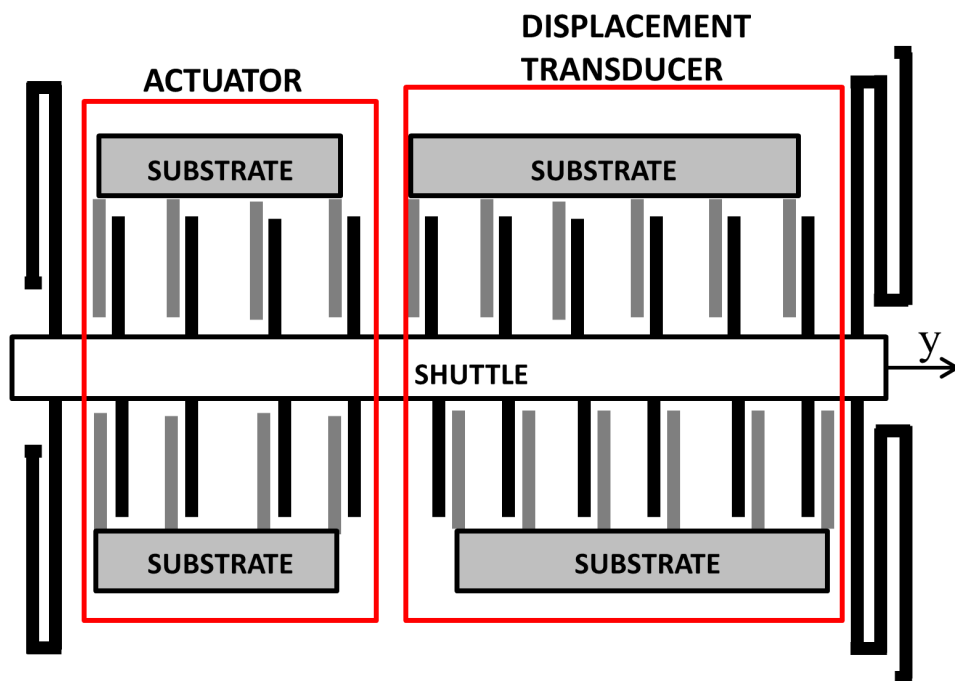 DISPLACEMENT
TRANSDUCER
ACTUATOR
SUBSTRATE
SUBSTRATE
SHUTTLE
y
SUBSTRATE
SUBSTRATE